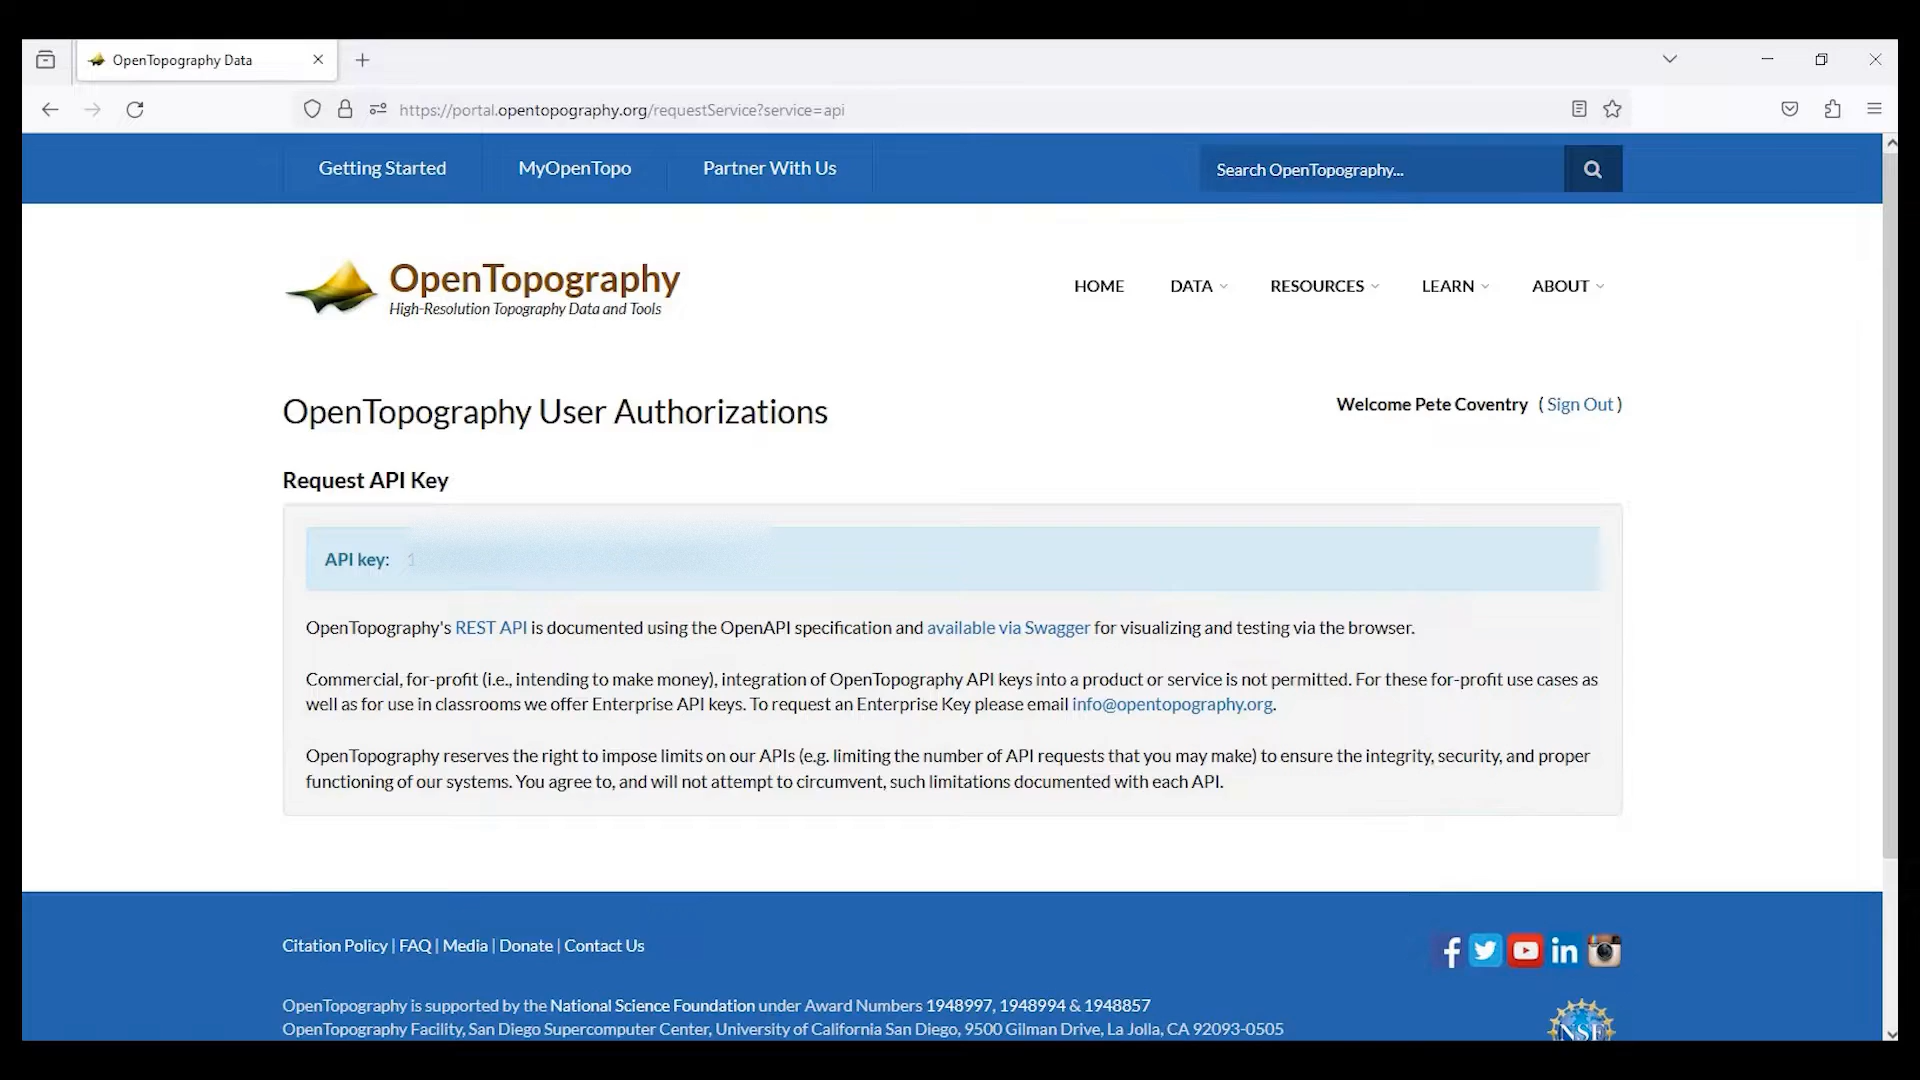 OpenTopography Data
https://portal.opentopography.org/requestService?service=api
Getting Started MyOpenTopo Partner With Us Search OpenTopography...
OpenTopography
High-Resolution Topography Data and Tools
HOME DATA RESOURCES LEARN ABOUT
OpenTopography User Authorizations
Welcome Pete Coventry ( Sign Out )
Request API Key
API key:
OpenTopography's REST API is documented using the OpenAPI specification and available via Swagger for visualizing and testing via the browser.
Commercial, for-profit (i.e., intending to make money), integration of OpenTopography API keys into a product or service is not permitted. For these for-profit use cases as
well as for use in classrooms we offer Enterprise API keys. To request an Enterprise Key please email info@opentopography.org.
OpenTopography reserves the right to impose limits on our APIs (e.g. limiting the number of API requests that you may make) to ensure the integrity, security, and proper
functioning of our systems. You agree to, and will not attempt to circumvent, such limitations documented with each API.
Citation Policy | FAQ | Media | Donate | Contact Us
OpenTopography is supported by the National Science Foundation under Award Numbers 1948997, 1948994 & 1948857
OpenTopography Facility, San Diego Supercomputer Center, University of California San Diego, 9500 Gilman Drive, La Jolla, CA 92093-0505
NSF